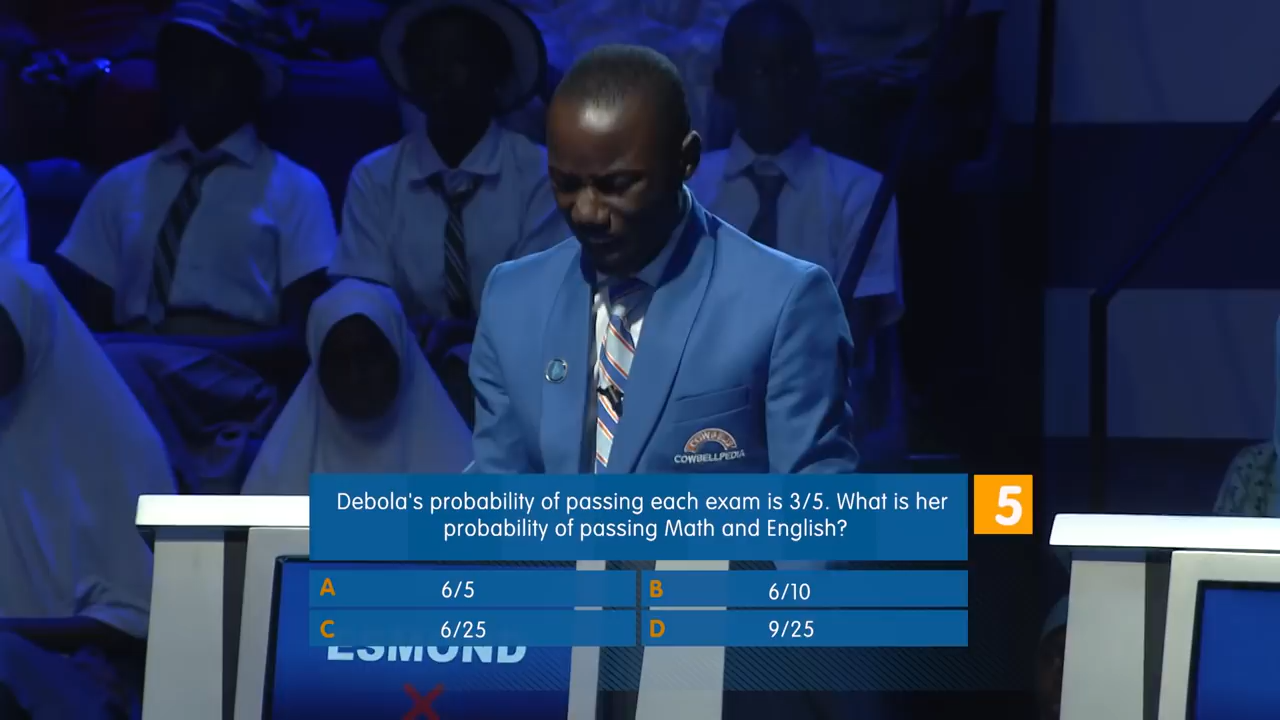 COWBELL
COWBELLPEDIA
Debola's probability of passing each exam is 3/5. What is her
probability of passing Math and English?
5
A 6/5
B 6/10
C 6/25
D 9/25
ESMOND